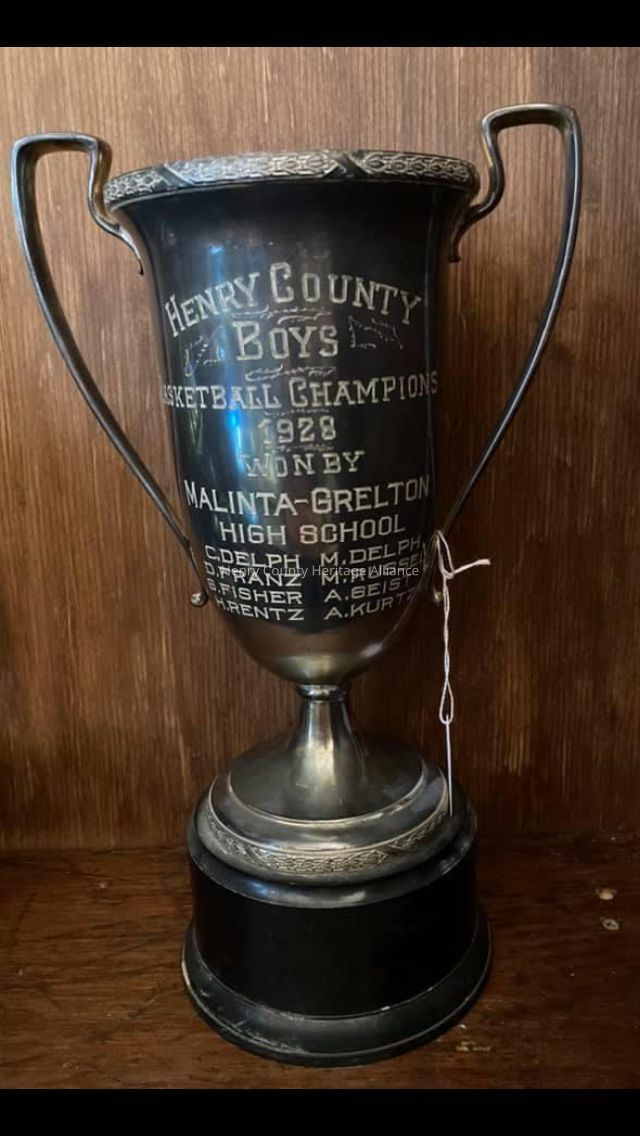 HENRY COUNTY
BOYS
ASKETBALL CHAMPIONS
1928
WON BY
MALINTA-GRELTON
HIGH SCHOOL
C.DELPH M.DELPH
D.FRANZ
Henry County Heritage Alliance
FISHER A.GEIST
H.RENTZ A.KURTZ